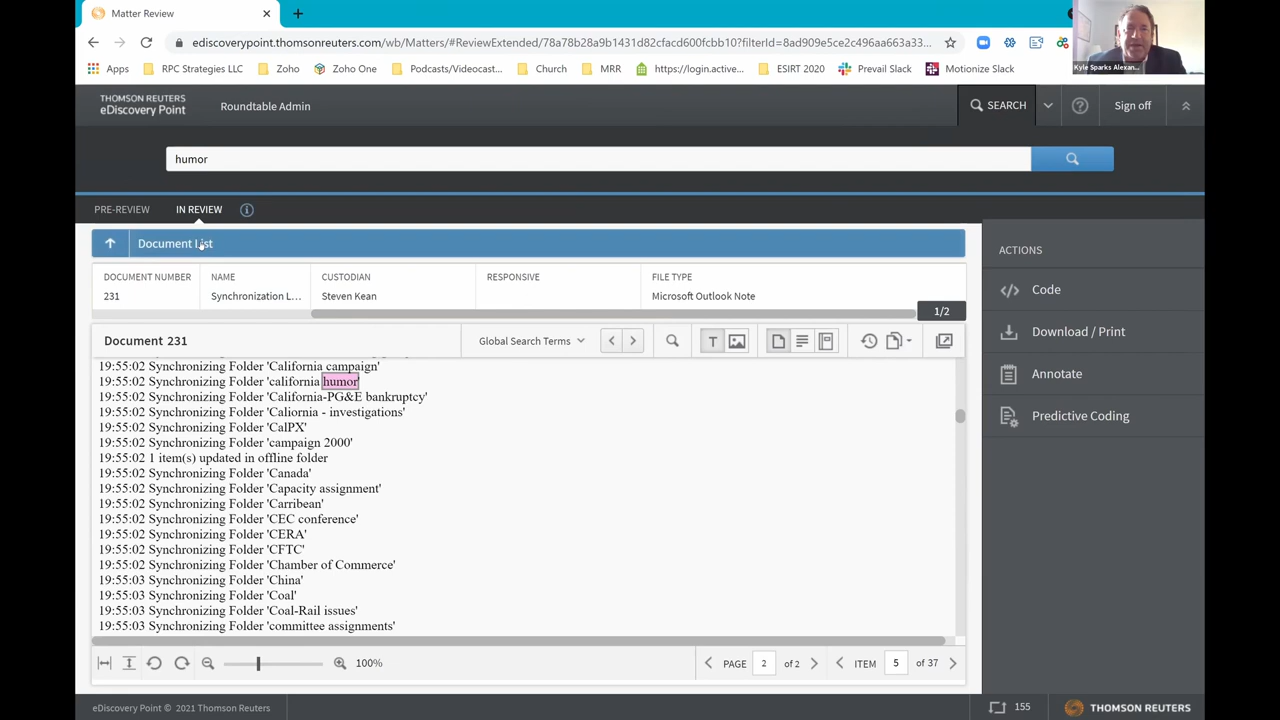 Matter Review
ediscoverypoint.thomsonreuters.com/wb/Matters/#ReviewExtended/78a78b28a9b1431d82cfacd600fcbb10?filterId=8ad909e5ce2c496aa663a33...
Apps RPC Strategies LLC Zoho Zoho One Podcasts/Videocast... Church MRR https://login.active... ESIRT 2020 Prevail Slack Motionize Slack
Kyle Sparks Alexan...
THOMSON REUTERS
eDiscovery Point
Roundtable Admin
SEARCH
Sign off
humor
PRE-REVIEW IN REVIEW
Document List
DOCUMENT NUMBER NAME CUSTODIAN RESPONSIVE FILE TYPE
231 Synchronization L... Steven Kean Microsoft Outlook Note
1/2
Document 231 Global Search Terms T
19:55:02 Synchronizing Folder 'California campaign'
19:55:02 Synchronizing Folder 'california humor'
19:55:02 Synchronizing Folder 'California-PG&E bankruptcy'
19:55:02 Synchronizing Folder 'Caliornia - investigations'
19:55:02 Synchronizing Folder 'CalPX'
19:55:02 Synchronizing Folder 'campaign 2000'
19:55:02 1 item(s) updated in offline folder
19:55:02 Synchronizing Folder 'Canada'
19:55:02 Synchronizing Folder 'Capacity assignment'
19:55:02 Synchronizing Folder 'Carribean'
19:55:02 Synchronizing Folder 'CEC conference'
19:55:02 Synchronizing Folder 'CERA'
19:55:02 Synchronizing Folder 'CFTC'
19:55:02 Synchronizing Folder 'Chamber of Commerce'
19:55:03 Synchronizing Folder 'China'
19:55:03 Synchronizing Folder 'Coal'
19:55:03 Synchronizing Folder 'Coal-Rail issues'
19:55:03 Synchronizing Folder 'committee assignments'
100%
PAGE 2 of 2 ITEM 5 of 37
ACTIONS
Code
Download / Print
Annotate
Predictive Coding
eDiscovery Point © 2021 Thomson Reuters
155
THOMSON REUTERS